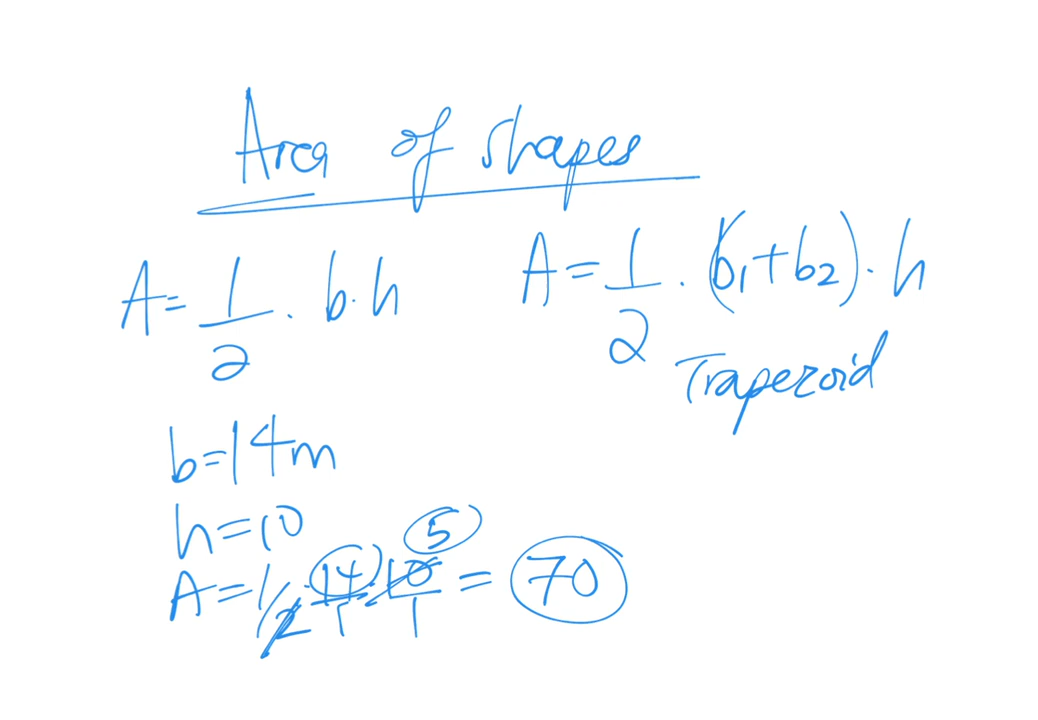 Area of shapes
A = 1/2 · b·h
A = 1/2 · (b1+b2) · h
Trapezoid
b=14m
h=10
A = 1/2 · 14/1 · 10/1 = 70
5